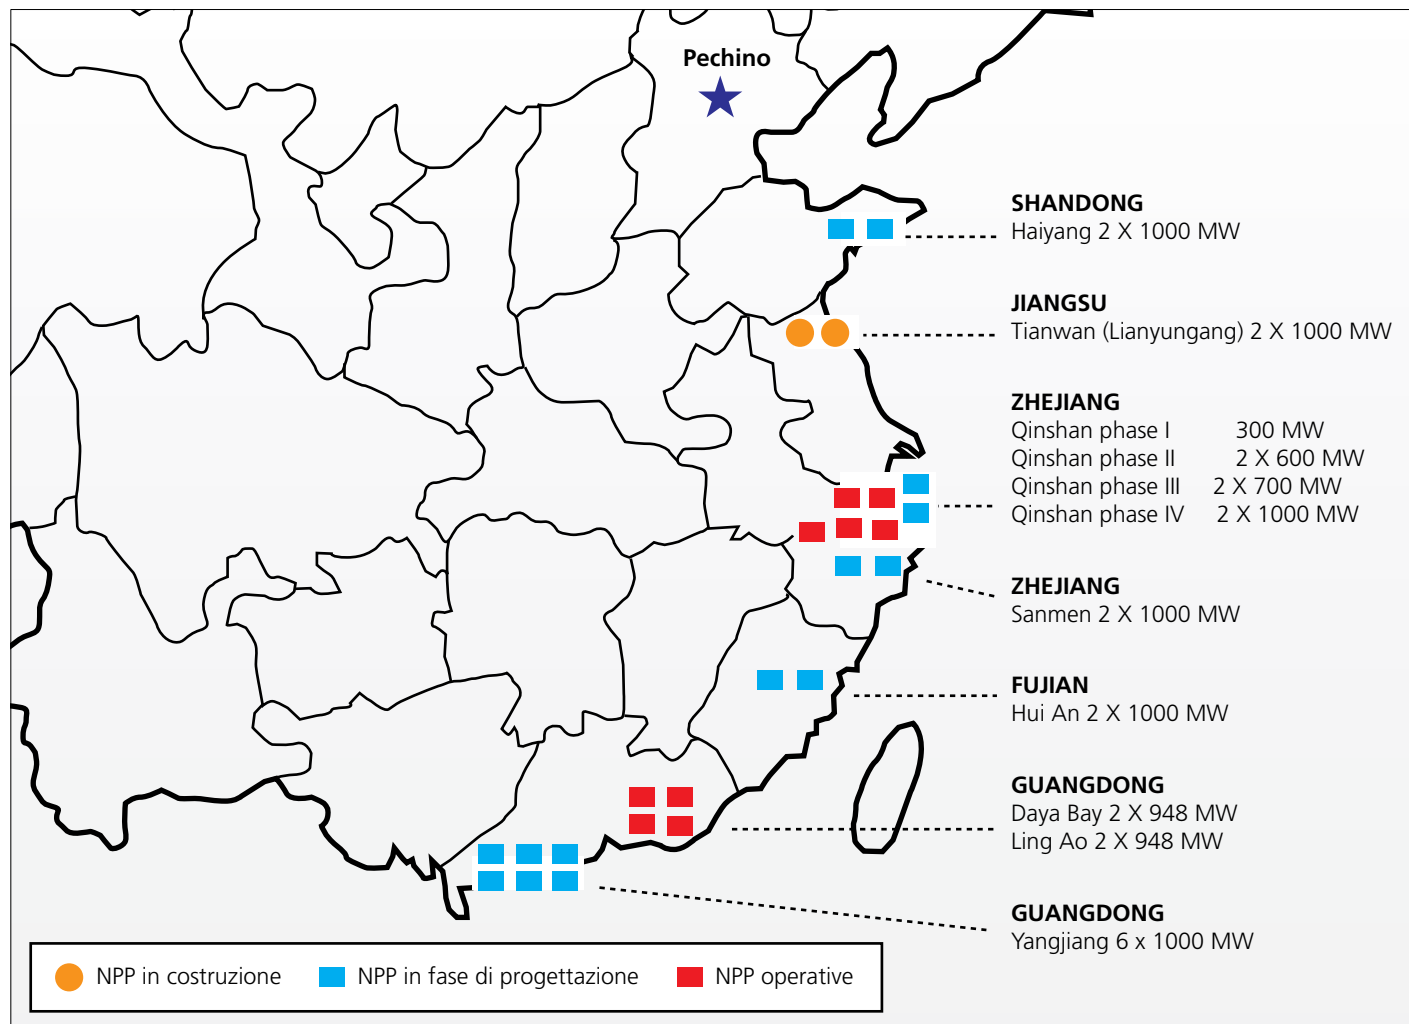 Pechino
SHANDONG
Haiyang 2 X 1000 MW
JIANGSU
Tianwan (Lianyungang) 2 X 1000 MW
ZHEJIANG
Qinshan phase I 300 MW
Qinshan phase II 2 X 600 MW
Qinshan phase III 2 X 700 MW
Qinshan phase IV 2 X 1000 MW
ZHEJIANG
Sanmen 2 X 1000 MW
FUJIAN
Hui An 2 X 1000 MW
GUANGDONG
Daya Bay 2 X 948 MW
Ling Ao 2 X 948 MW
GUANGDONG
Yangjiang 6 x 1000 MW
NPP in costruzione NPP in fase di progettazione NPP operative